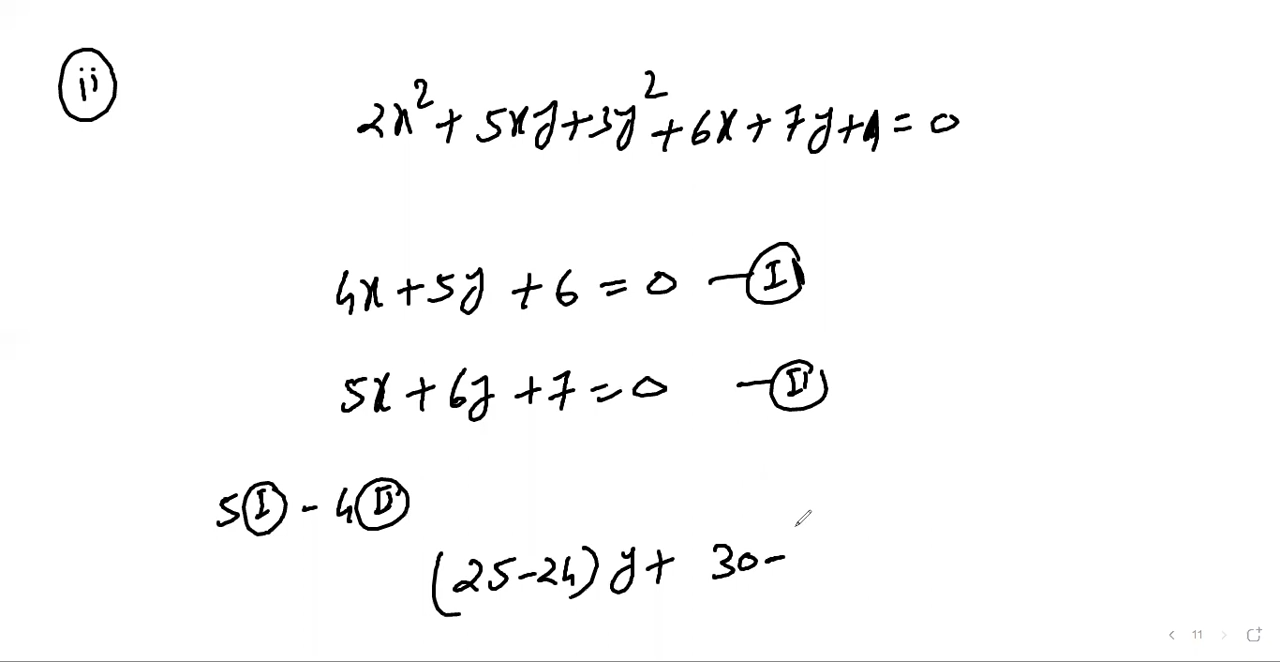 ii
2x² + 5xy + 3y² + 6x + 7y + 4 = 0
4x + 5y + 6 = 0 — I
5x + 6y + 7 = 0 — II
5 I - 4 II
(25-24) y + 30 -
< 11 >